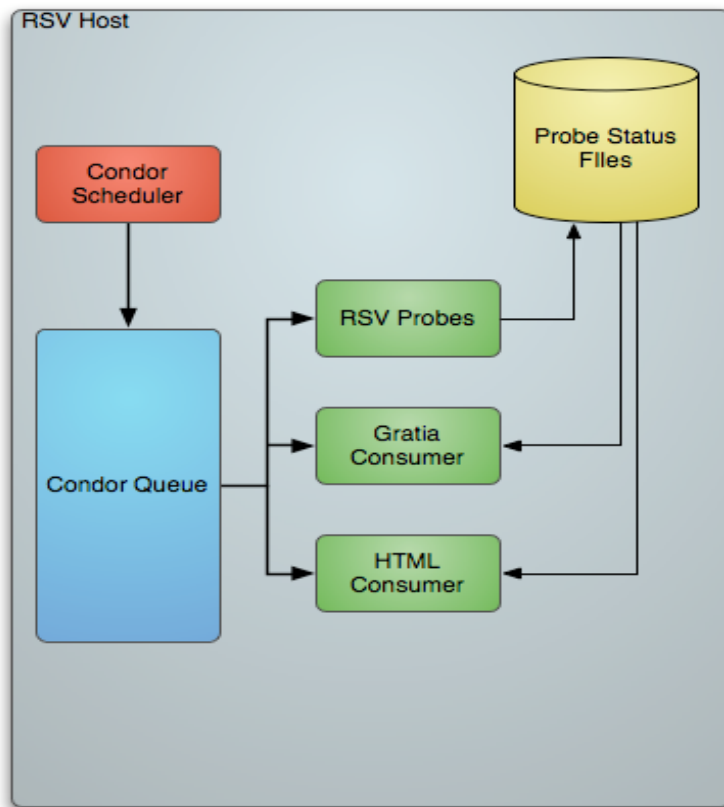 RSV Host
Condor
Scheduler
Probe Status
FIles
RSV Probes
Gratia
Consumer
Condor Queue
HTML
Consumer